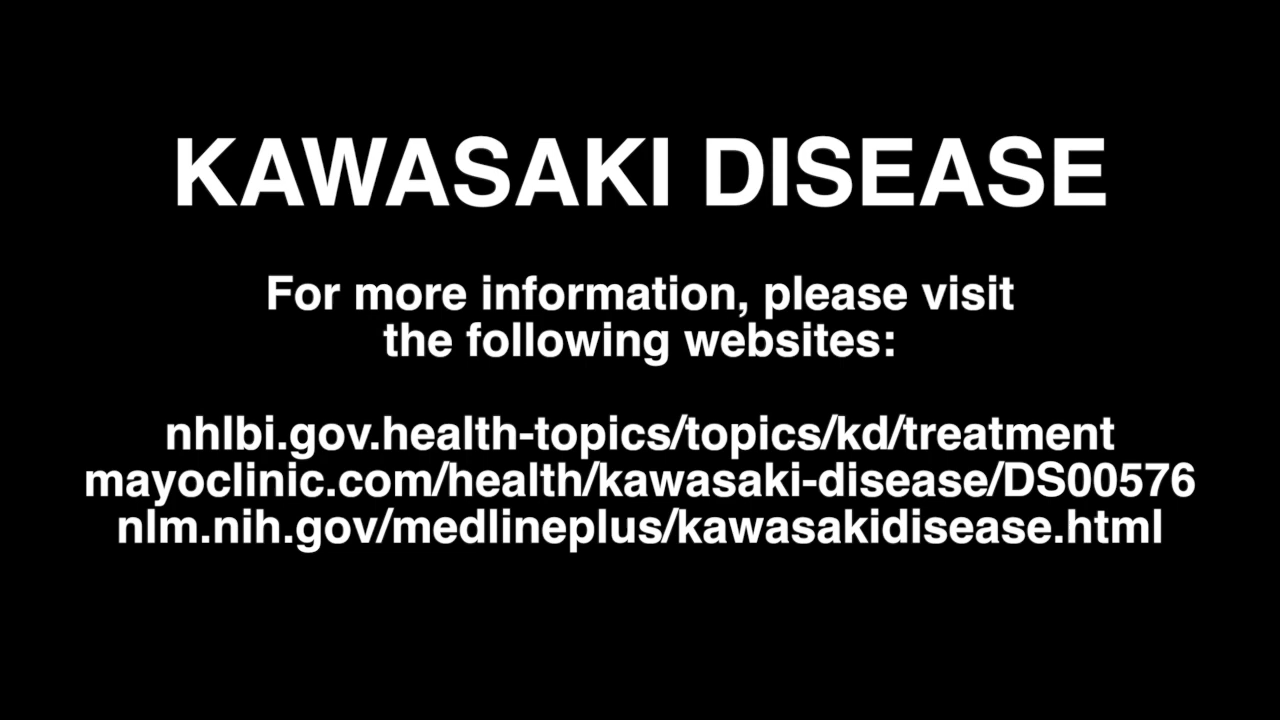 KAWASAKI DISEASE
For more information, please visit
the following websites:
nhlbi.gov.health-topics/topics/kd/treatment
mayoclinic.com/health/kawasaki-disease/DS00576
nlm.nih.gov/medlineplus/kawasakidisease.html